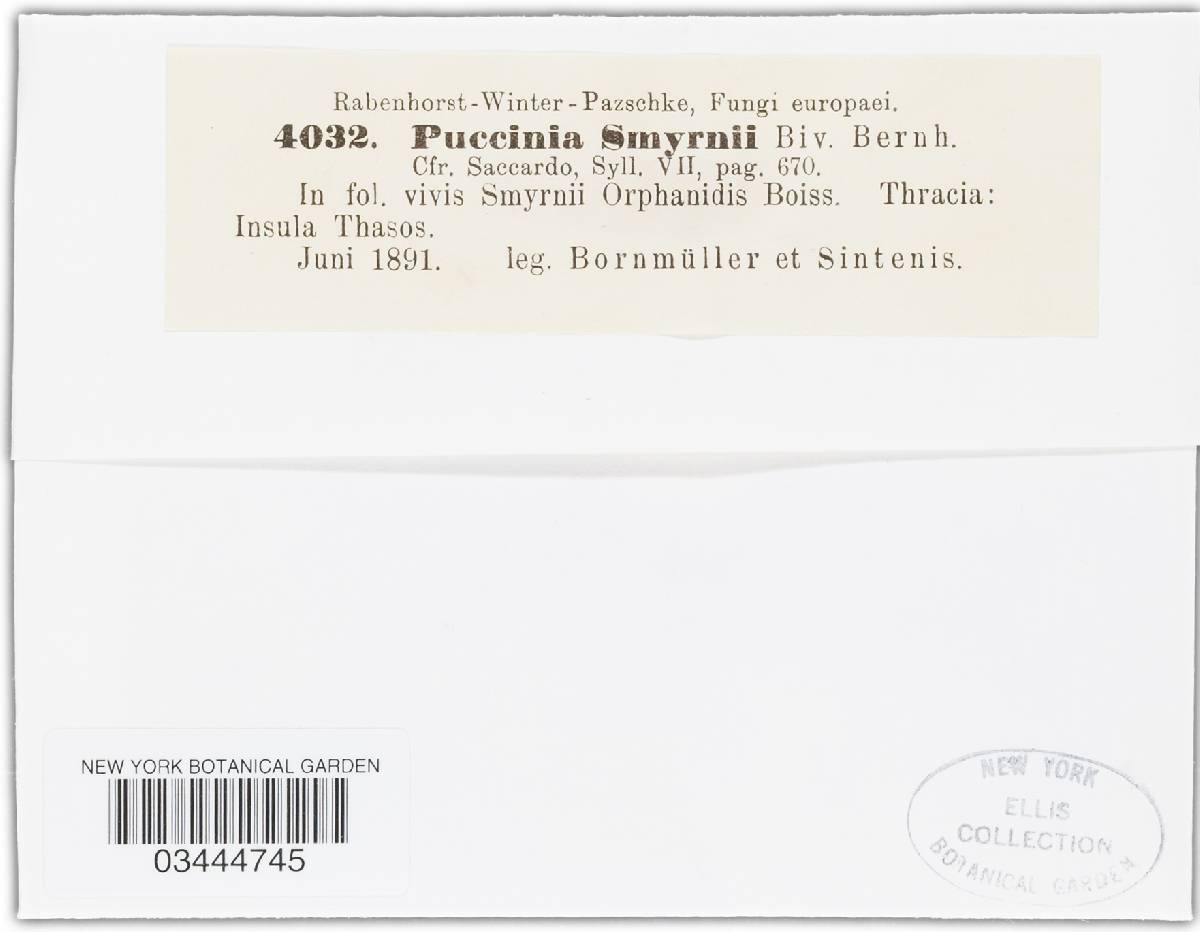 Rabenhorst-Winter-Pazschke, Fungi europaei.
4032. Puccinia Smyrnii Biv. Bernh.
Cfr. Saccardo, Syll. VII, pag. 670.
In fol. vivis Smyrnii Orphanidis Boiss. Thracia:
Insula Thasos.
Juni 1891. leg. Bornmüller et Sintenis.
NEW YORK BOTANICAL GARDEN
03444745
NEW YORK
ELLIS
COLLECTION
BOTANICAL GARDEN